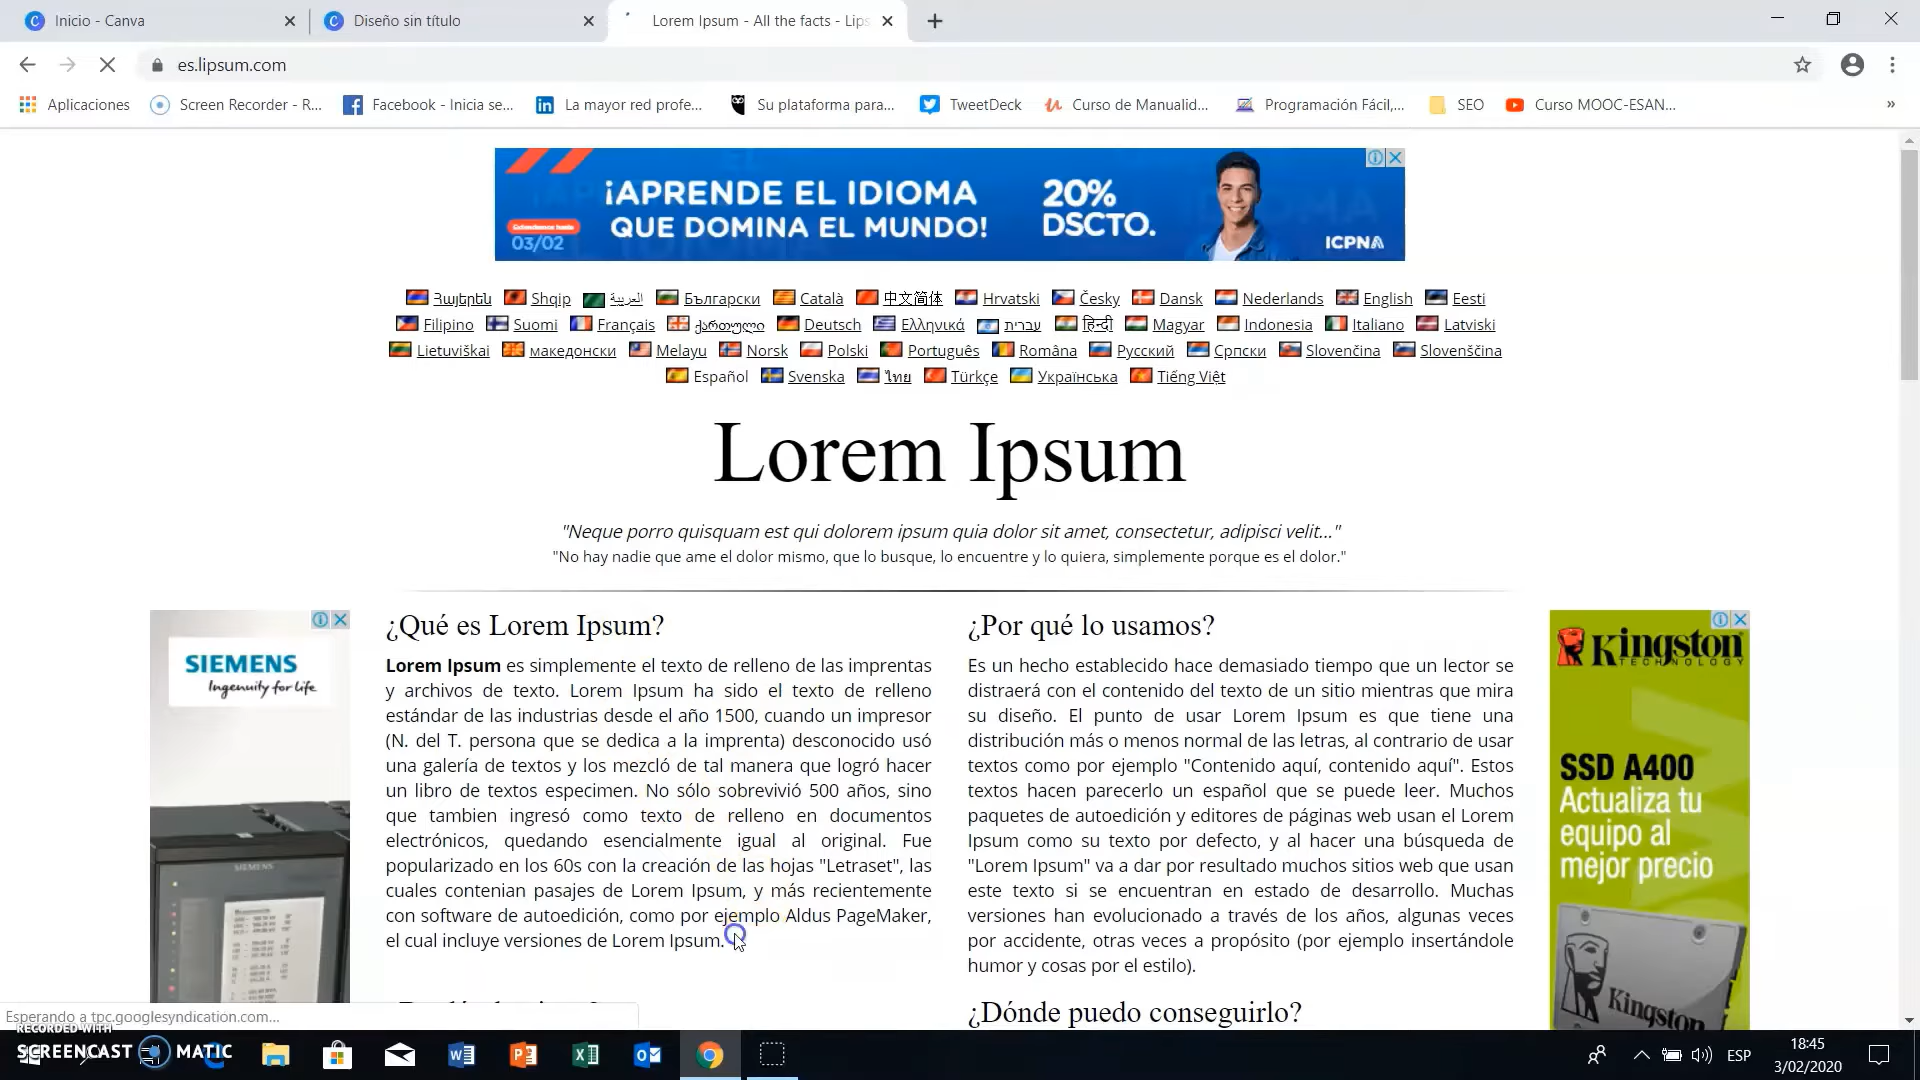 Inicio - Canva
Diseño sin título
Lorem Ipsum - All the facts - Lips
es.lipsum.com
Aplicaciones
Screen Recorder - R...
Facebook - Inicia se...
La mayor red profe...
Su plataforma para...
TweetDeck
Curso de Manualid...
Programación Fácil,...
SEO
Curso MOOC-ESAN...
»
¡APRENDE EL IDIOMA
QUE DOMINA EL MUNDO!
20%
DSCTO.
03/02
ICPNA
Հայերեն Shqip العربية Български Català 中文简体 Hrvatski Česky Dansk Nederlands English Eesti
Filipino Suomi Français ქართული Deutsch Ελληνικά עברית हिन्दी Magyar Indonesia Italiano Latviski
Lietuviškai македонски Melayu Norsk Polski Português Româna Русский Српски Slovenčina Slovenščina
Español Svenska ไทย Türkçe Українська Tiếng Việt
Lorem Ipsum
"Neque porro quisquam est qui dolorem ipsum quia dolor sit amet, consectetur, adipisci velit..."
"No hay nadie que ame el dolor mismo, que lo busque, lo encuentre y lo quiera, simplemente porque es el dolor."
SIEMENS
Ingenuity for life
SIEMENS
¿Qué es Lorem Ipsum?
Lorem Ipsum es simplemente el texto de relleno de las imprentas
y archivos de texto. Lorem Ipsum ha sido el texto de relleno
estándar de las industrias desde el año 1500, cuando un impresor
(N. del T. persona que se dedica a la imprenta) desconocido usó
una galería de textos y los mezcló de tal manera que logró hacer
un libro de textos especimen. No sólo sobrevivió 500 años, sino
que tambien ingresó como texto de relleno en documentos
electrónicos, quedando esencialmente igual al original. Fue
popularizado en los 60s con la creación de las hojas "Letraset", las
cuales contenian pasajes de Lorem Ipsum, y más recientemente
con software de autoedición, como por ejemplo Aldus PageMaker,
el cual incluye versiones de Lorem Ipsum.
¿Por qué lo usamos?
Es un hecho establecido hace demasiado tiempo que un lector se
distraerá con el contenido del texto de un sitio mientras que mira
su diseño. El punto de usar Lorem Ipsum es que tiene una
distribución más o menos normal de las letras, al contrario de usar
textos como por ejemplo "Contenido aquí, contenido aquí". Estos
textos hacen parecerlo un español que se puede leer. Muchos
paquetes de autoedición y editores de páginas web usan el Lorem
Ipsum como su texto por defecto, y al hacer una búsqueda de
"Lorem Ipsum" va a dar por resultado muchos sitios web que usan
este texto si se encuentran en estado de desarrollo. Muchas
versiones han evolucionado a través de los años, algunas veces
por accidente, otras veces a propósito (por ejemplo insertándole
humor y cosas por el estilo).
¿Dónde puedo conseguirlo?
Kingston
TECHNOLOGY
SSD A400
Actualiza tu
equipo al
mejor precio
Kingston
Esperando a tpc.googlesyndication.com...
RECORDED WITH
SCREENCAST MATIC
ESP
18:45
3/02/2020